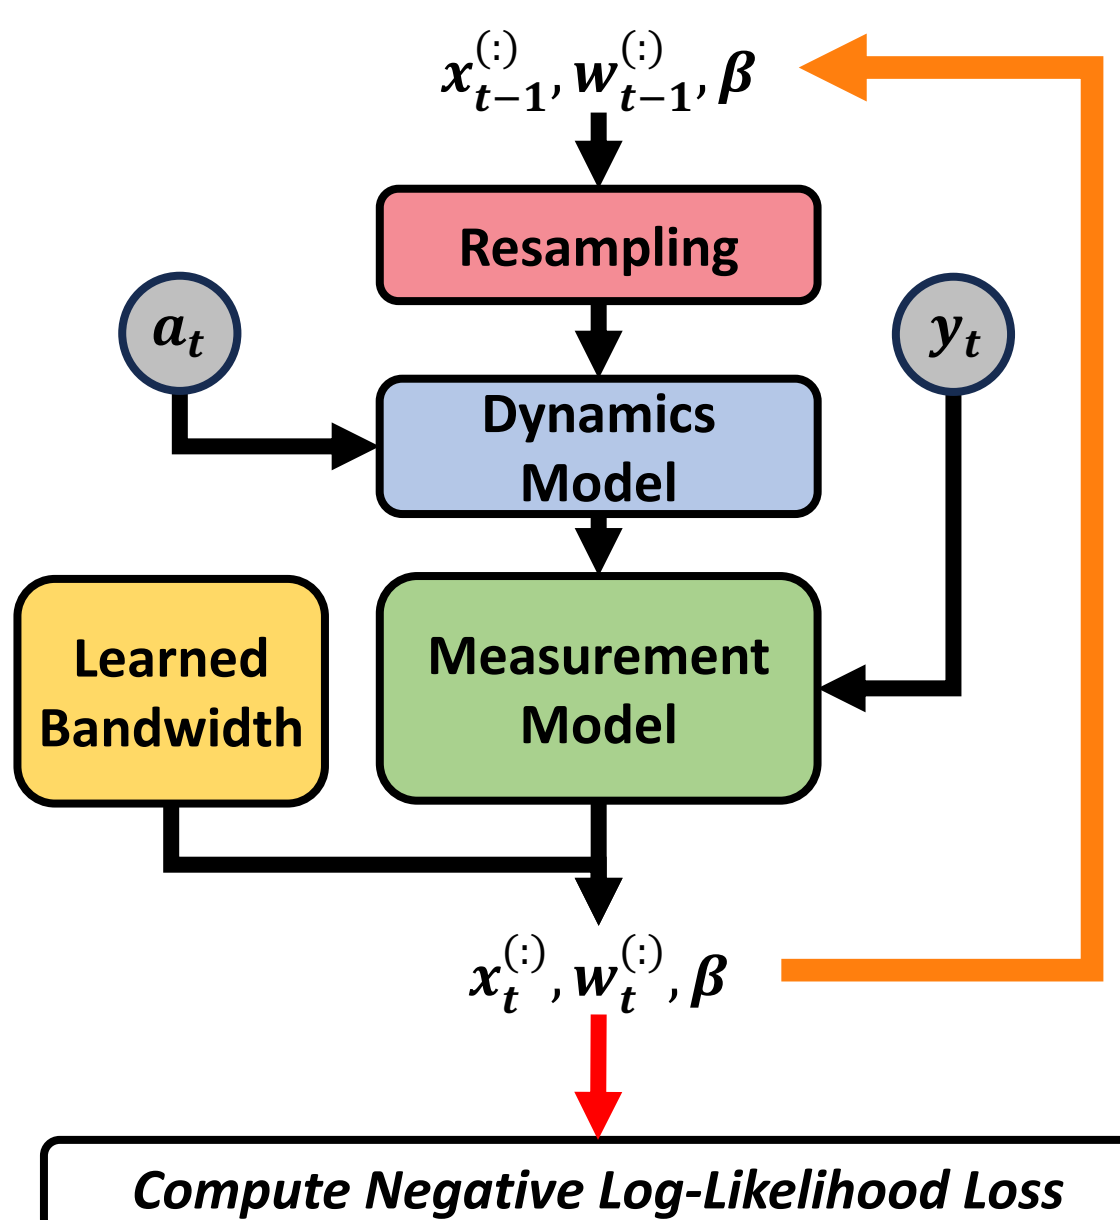 x_{t-1}^{(:)}, w_{t-1}^{(:)}, β
Resampling
a_t
y_t
Dynamics
Model
Learned
Bandwidth
Measurement
Model
x_t^{(:)}, w_t^{(:)}, β
Compute Negative Log-Likelihood Loss